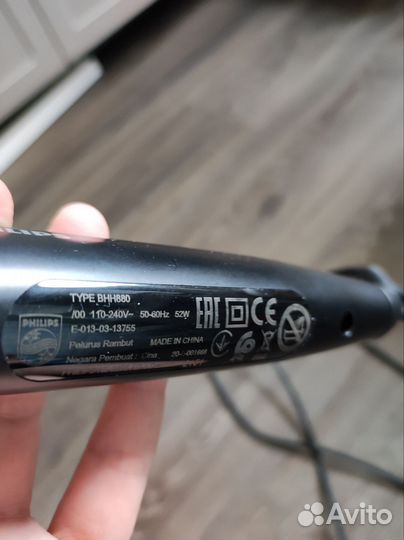 TYPE BHH880
/00 110-240V~ 50-60Hz 52W
E-013-03-13755
Pelurus Rambut MADE IN CHINA
Negara Pembuat :
PHILIPS
EAC CE
Avito